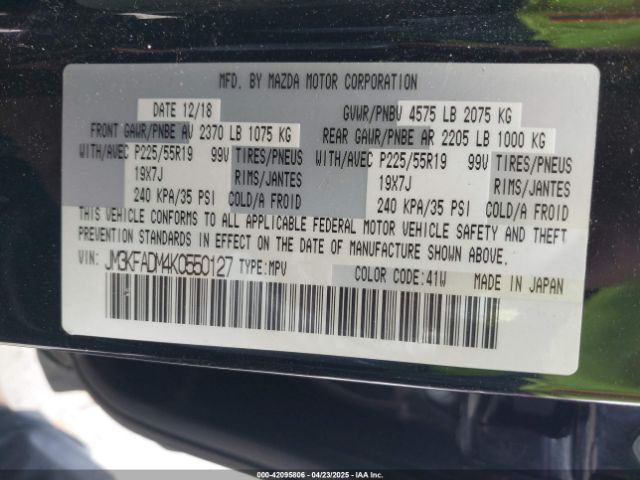 MFD. BY MAZDA MOTOR CORPORATION
DATE 12/18 GVWR/PNBV 4575 LB 2075 KG
FRONT GAWR/PNBE AV 2370 LB 1075 KG REAR GAWR/PNBE AR 2205 LB 1000 KG
WITH/AVEC P225/55R19 99V TIRES/PNEUS WITH/AVEC P225/55R19 99V TIRES/PNEUS
19X7J RIMS/JANTES 19X7J RIMS/JANTES
240 KPA/35 PSI COLD/A FROID 240 KPA/35 PSI COLD/A FROID
THIS VEHICLE CONFORMS TO ALL APPLICABLE FEDERAL MOTOR VEHICLE SAFETY AND THEFT
PREVENTION STANDARDS IN EFFECT ON THE DATE OF MANUFACTURE SHOWN ABOVE.
VIN: JM3KFADM4K0550127 TYPE:MPV COLOR CODE:41W MADE IN JAPAN
000-42095806 - 04/23/2025 - IAAI.COM